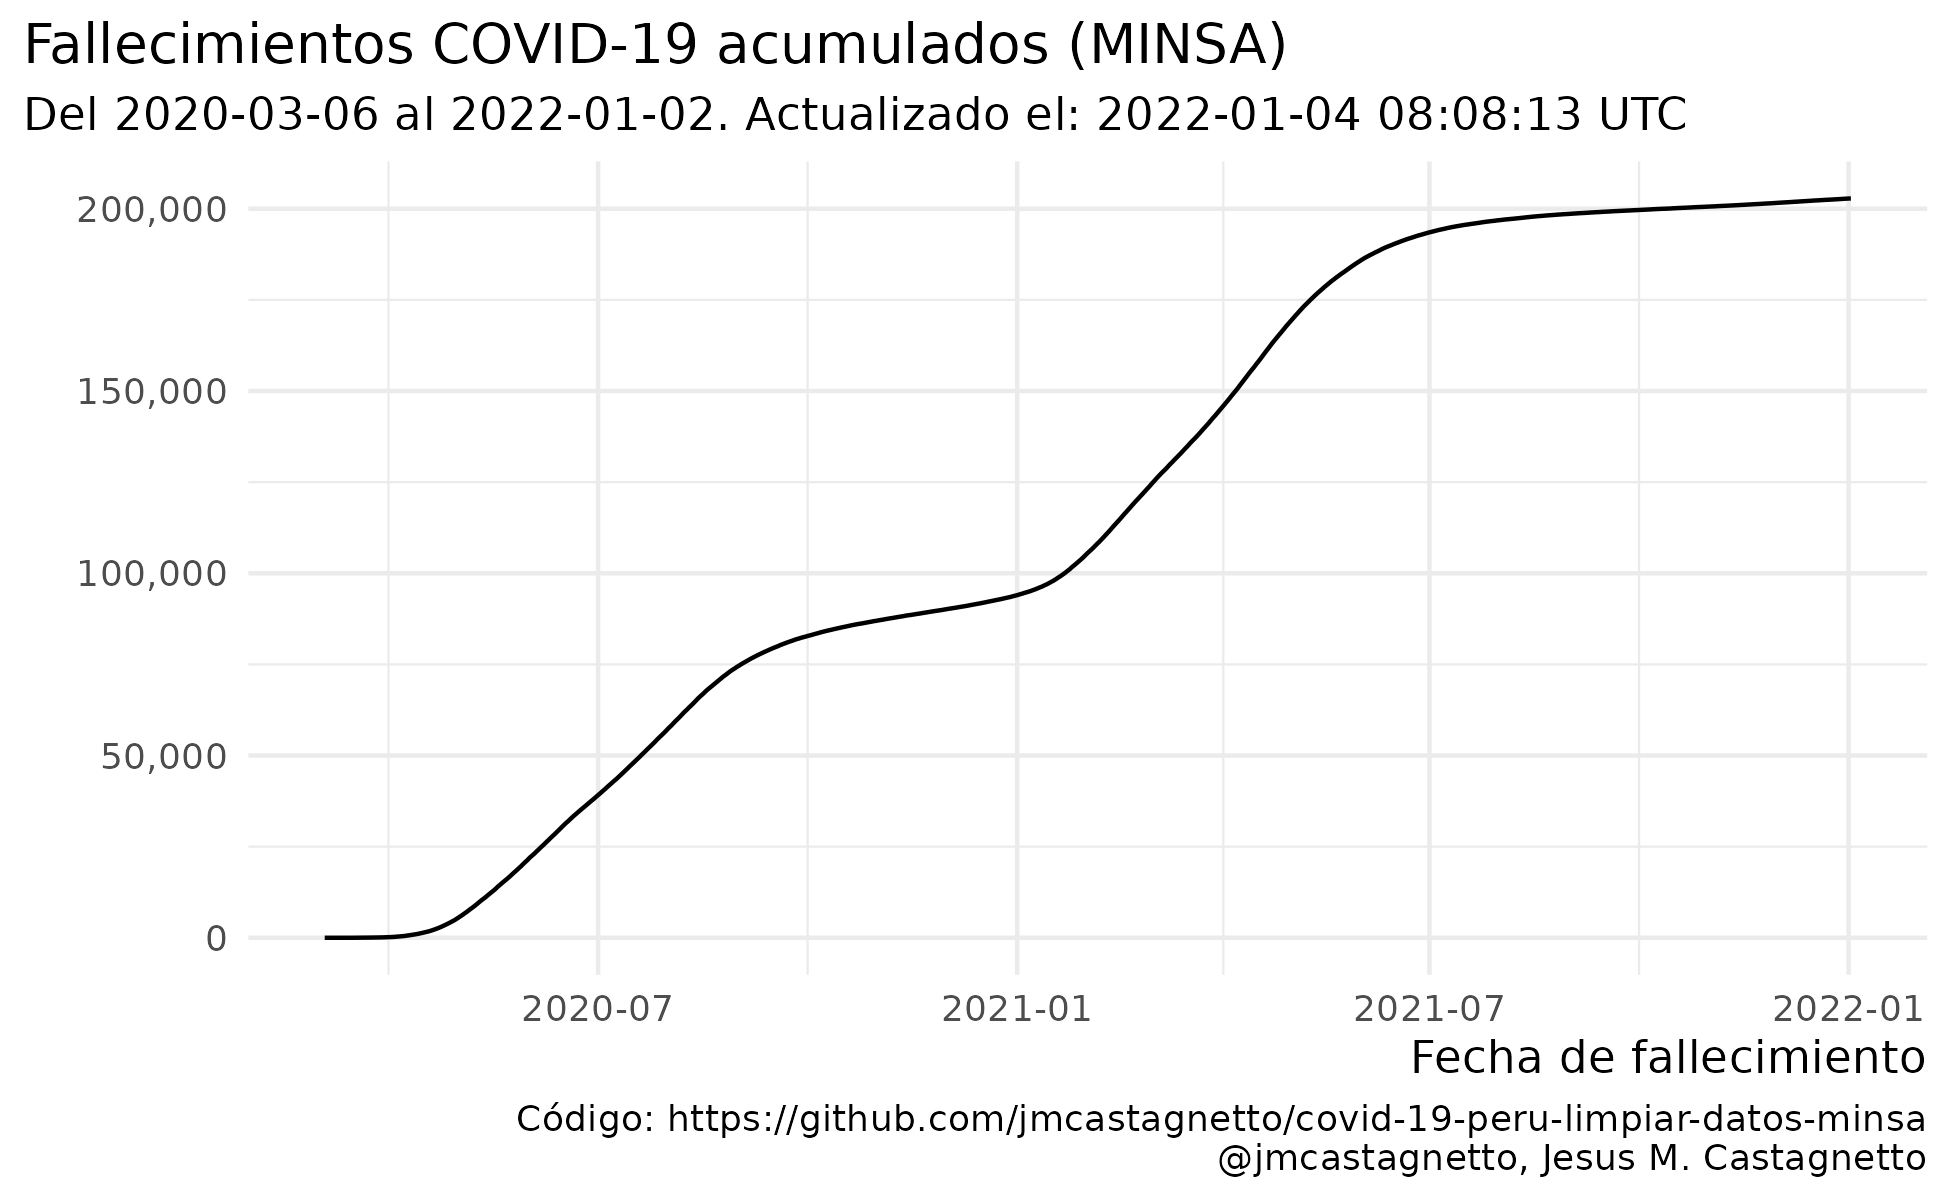 Fallecimientos COVID-19 acumulados (MINSA)
Del 2020-03-06 al 2022-01-02. Actualizado el: 2022-01-04 08:08:13 UTC
200,000
150,000
100,000
50,000
0
2020-07
2021-01
2021-07
2022-01
Fecha de fallecimiento
Código: https://github.com/jmcastagnetto/covid-19-peru-limpiar-datos-minsa
@jmcastagnetto, Jesus M. Castagnetto